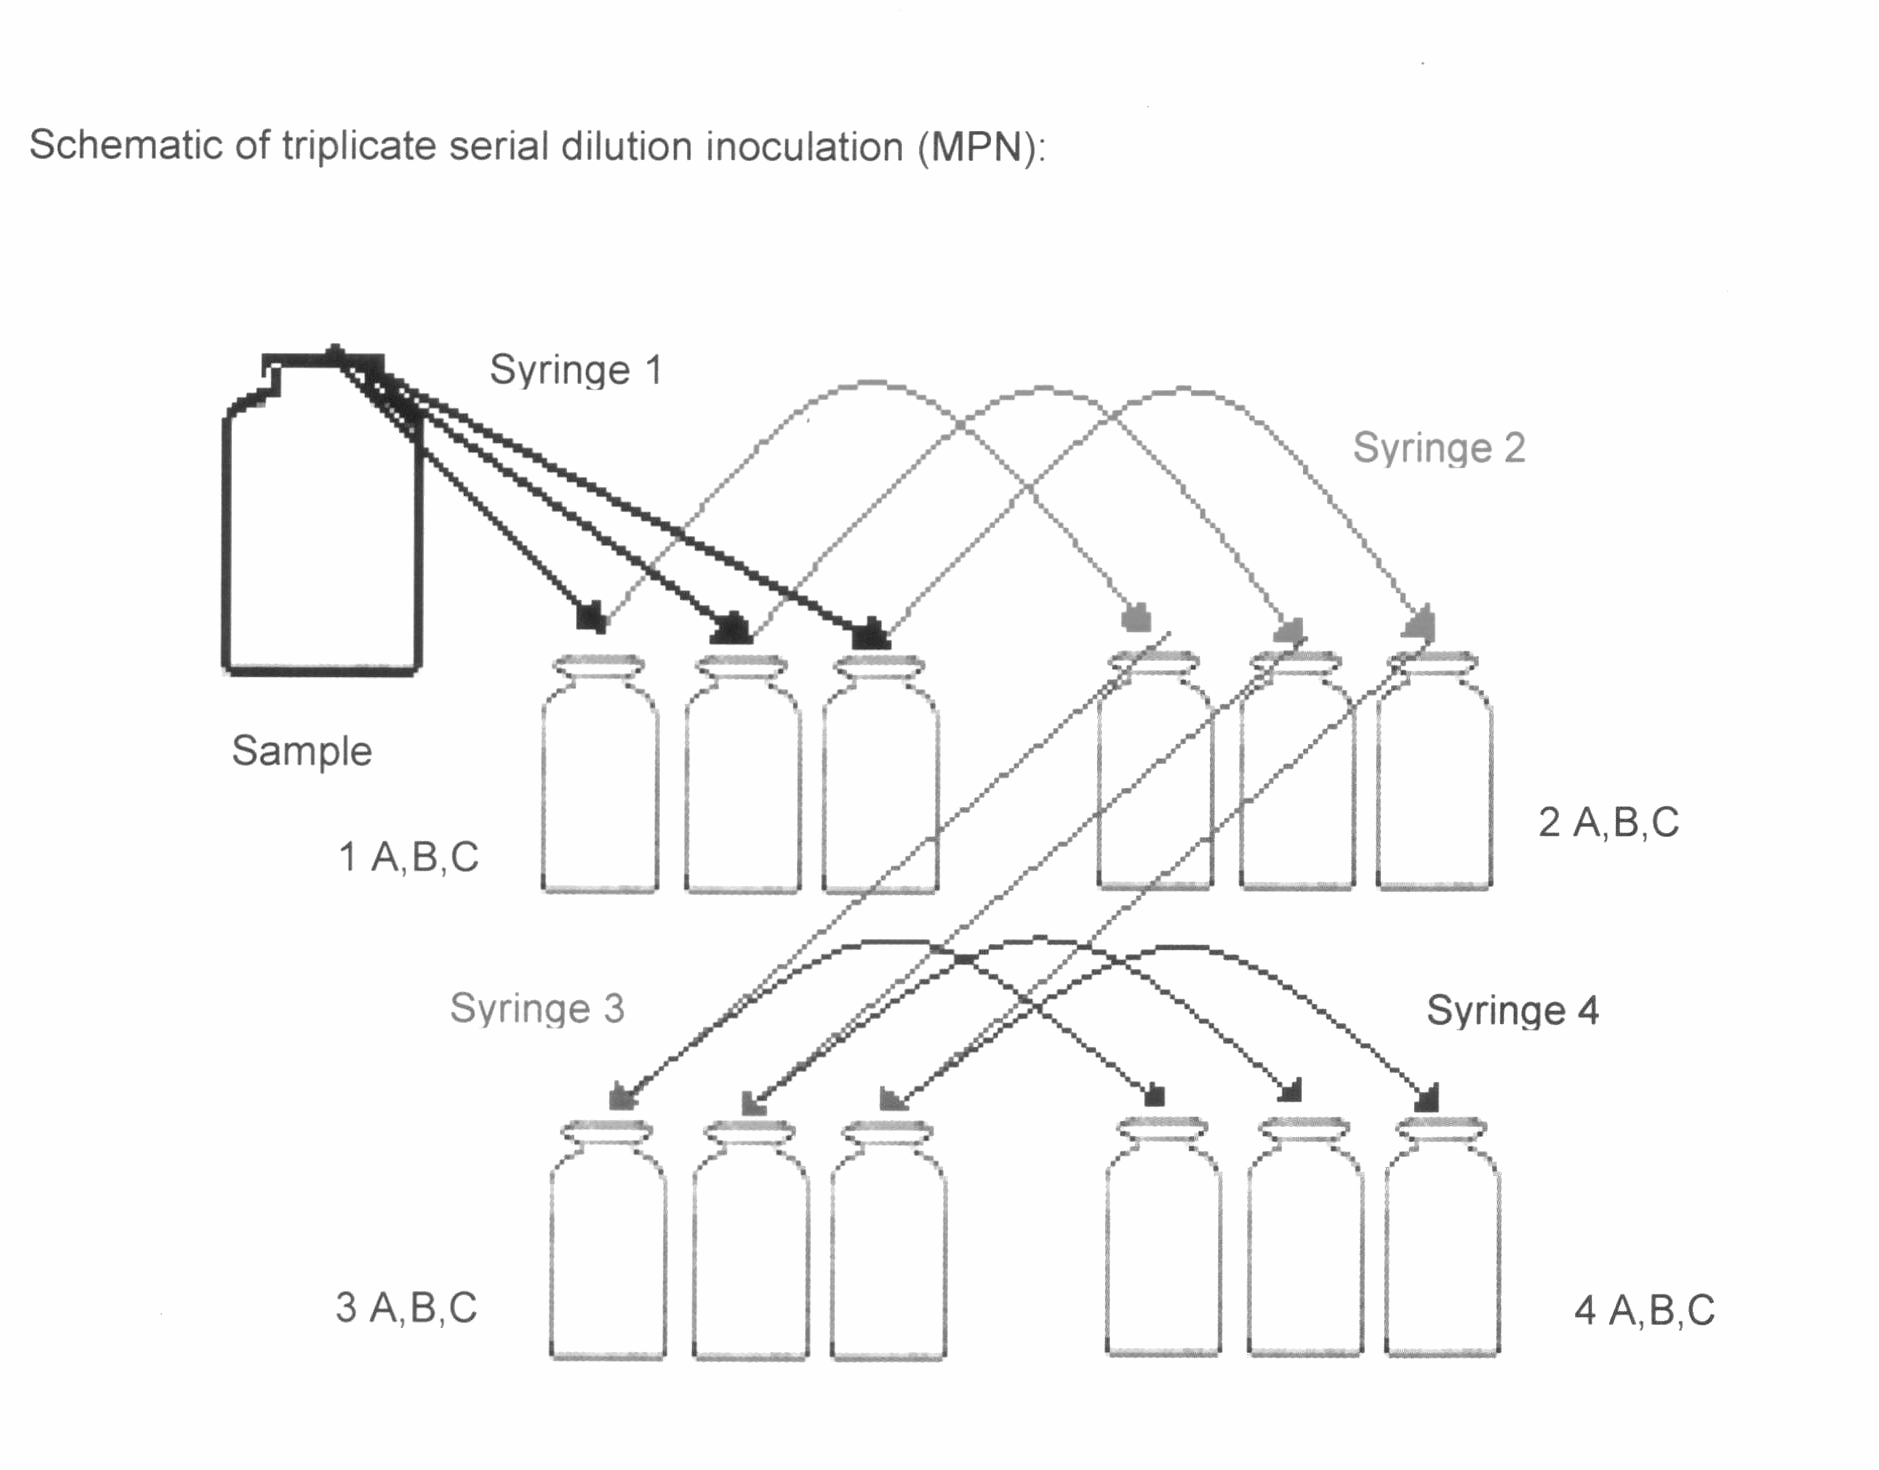 Schematic of triplicate serial dilution inoculation (MPN):
Syringe 1
Syringe 2
Sample
1 A,B,C
2 A,B,C
Syringe 3
Syringe 4
3 A,B,C
4 A,B,C